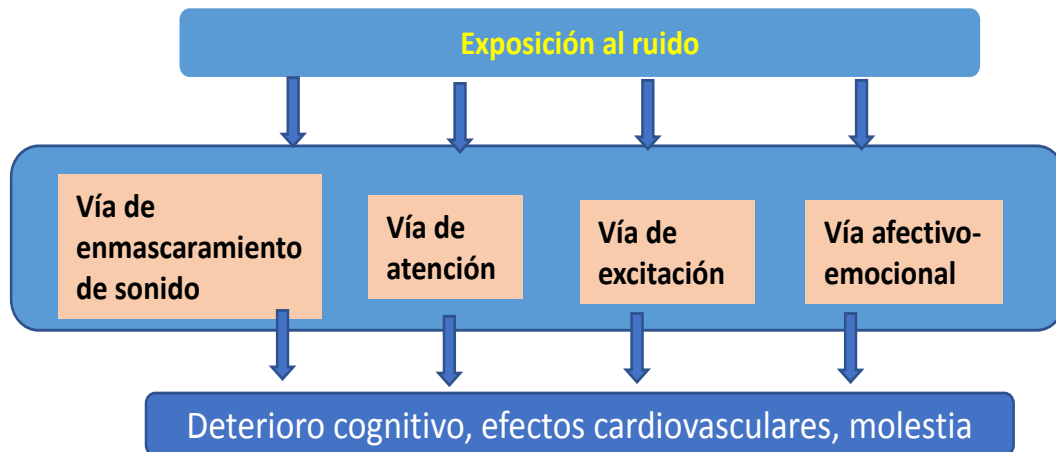 Exposición al ruido
Vía de
enmascaramiento
de sonido
Vía de
atención
Vía de
excitación
Vía afectivo-
emocional
Deterioro cognitivo, efectos cardiovasculares, molestia